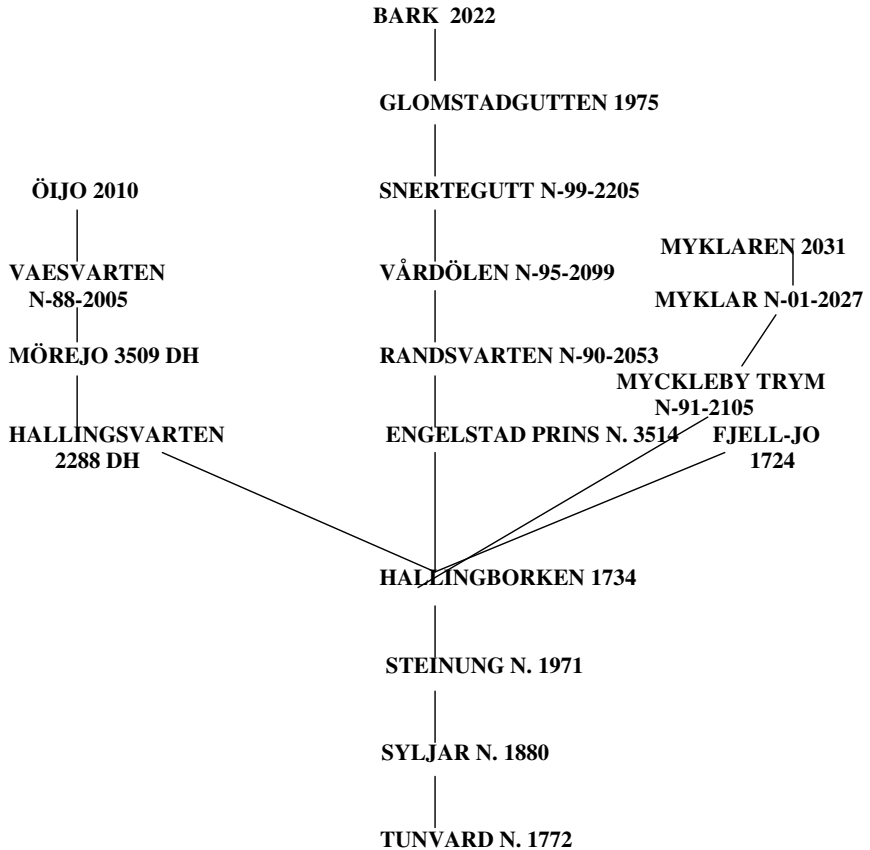 BARK 2022
GLOMSTADGUTTEN 1975
ÖIJO 2010
SNERTEGUTT N-99-2205
MYKLAREN 2031
VAESVARTEN
N-88-2005
VÅRDÖLEN N-95-2099
MYKLAR N-01-2027
MÖREJO 3509 DH
RANDSVARTEN N-90-2053
MYCKLEBY TRYM
N-91-2105
HALLINGSVARTEN
2288 DH
ENGELSTAD PRINS N. 3514
FJELL-JO
1724
HALLINGBORKEN 1734
STEINUNG N. 1971
SYLJAR N. 1880
TUNVARD N. 1772